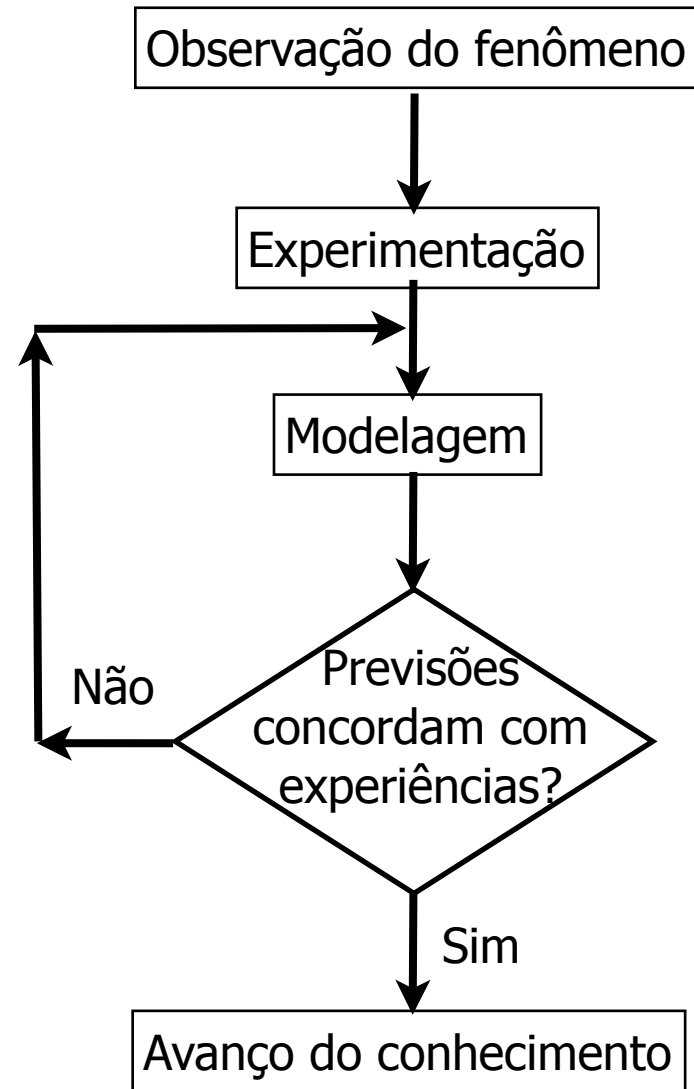 Observação do fenômeno
Experimentação
Modelagem
Previsões
concordam com
experiências?
Não
Sim
Avanço do conhecimento